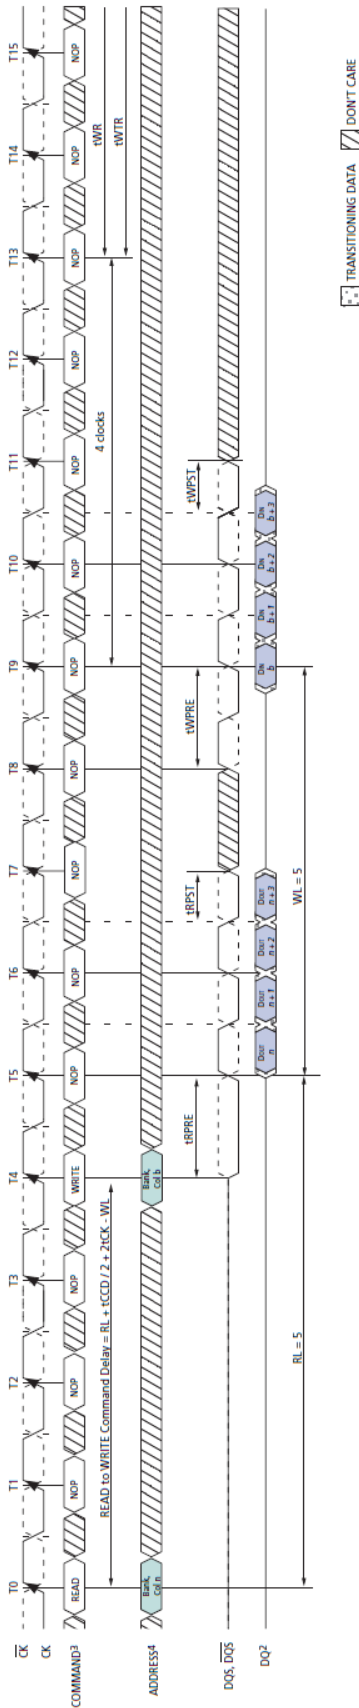 T0 T1 T2 T3 T4 T5 T6 T7 T8 T9 T10 T11 T12 T13 T14 T15
CK
CK
COMMAND3 READ NOP NOP NOP WRITE NOP NOP NOP NOP NOP NOP NOP NOP NOP NOP NOP
READ to WRITE Command Delay = RL + tCCD / 2 + 2tCK - WL
4 clocks
tWR
tWTR
ADDRESS4
Bank,
Col n
Bank,
Col b
tRPRE tRPST tWPRE tWPST
DQS, DQS
DQ2
DOUT
n
DOUT
n + 1
DOUT
n + 2
DOUT
n + 3
DIN
b
DIN
b + 1
DIN
b + 2
DIN
b + 3
RL = 5 WL = 5
TRANSITIONING DATA DON'T CARE